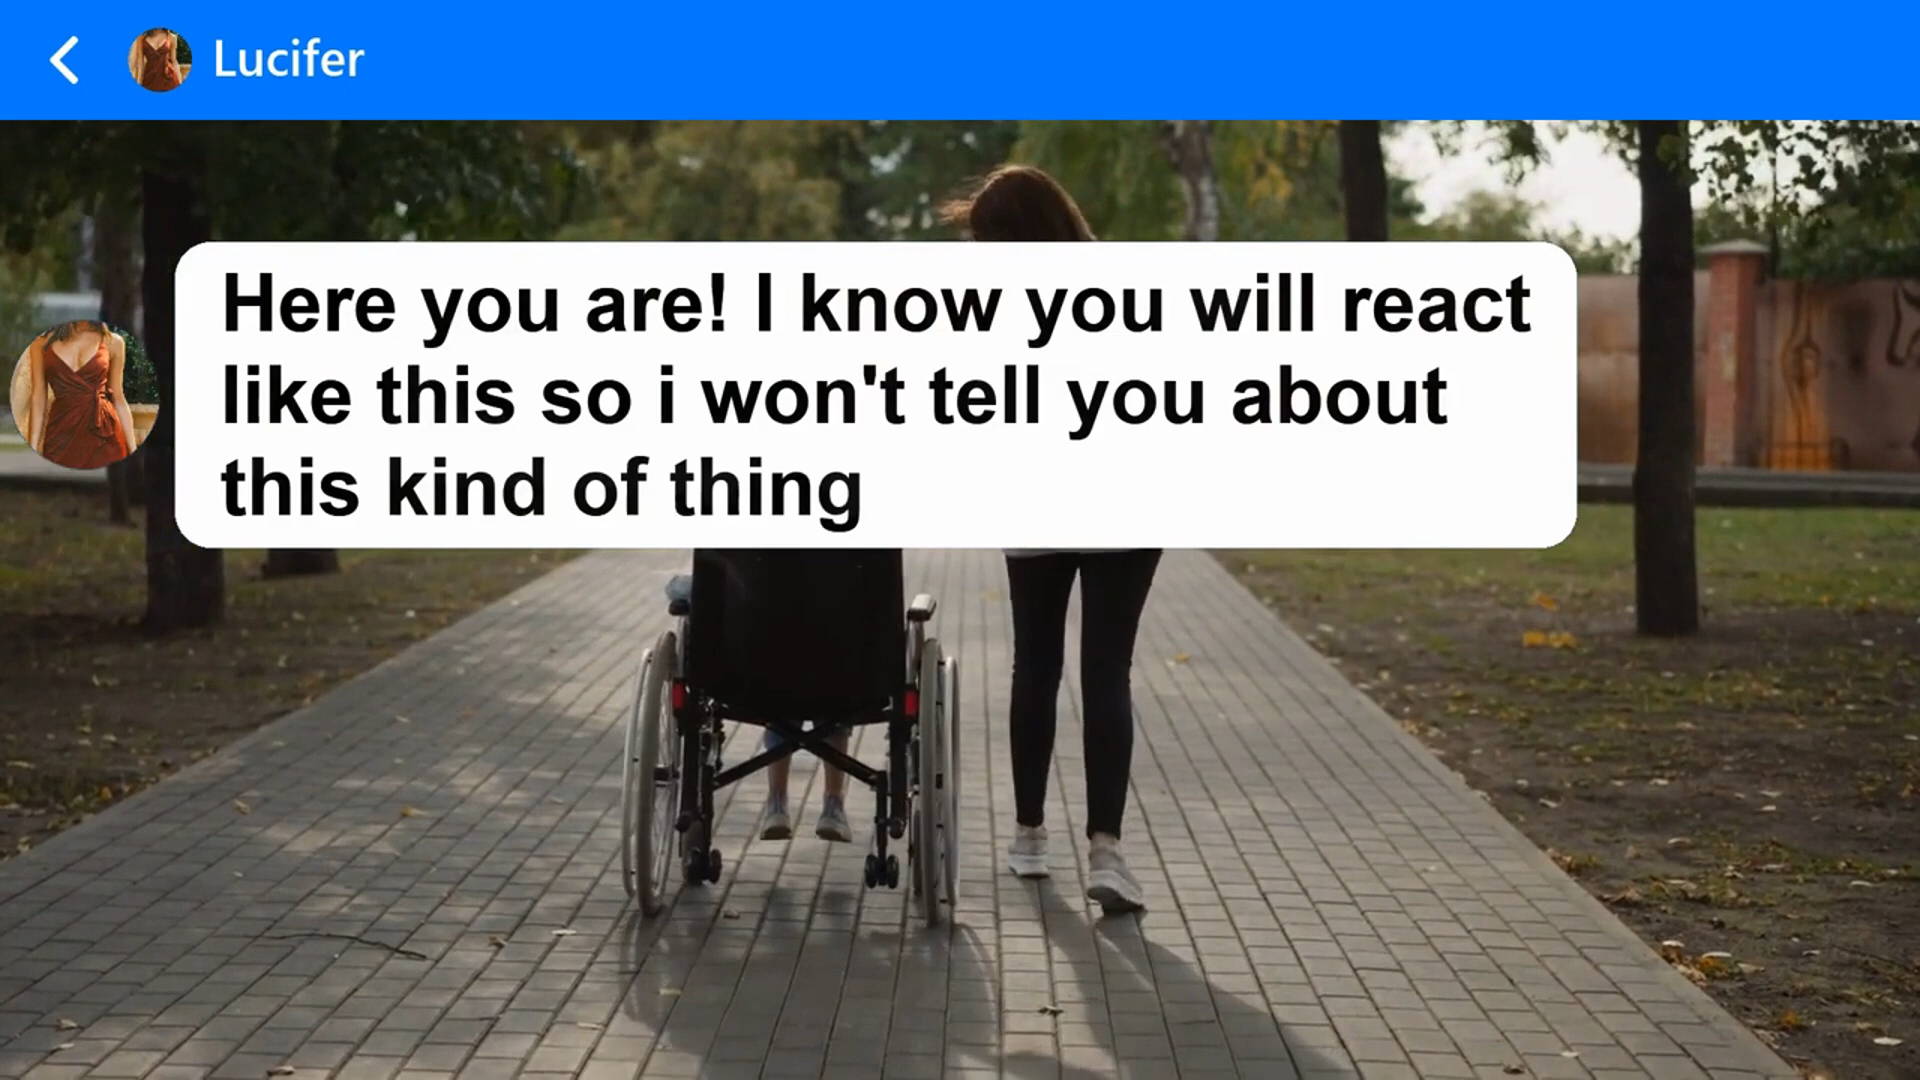 Lucifer
Here you are! I know you will react
like this so i won't tell you about
this kind of thing